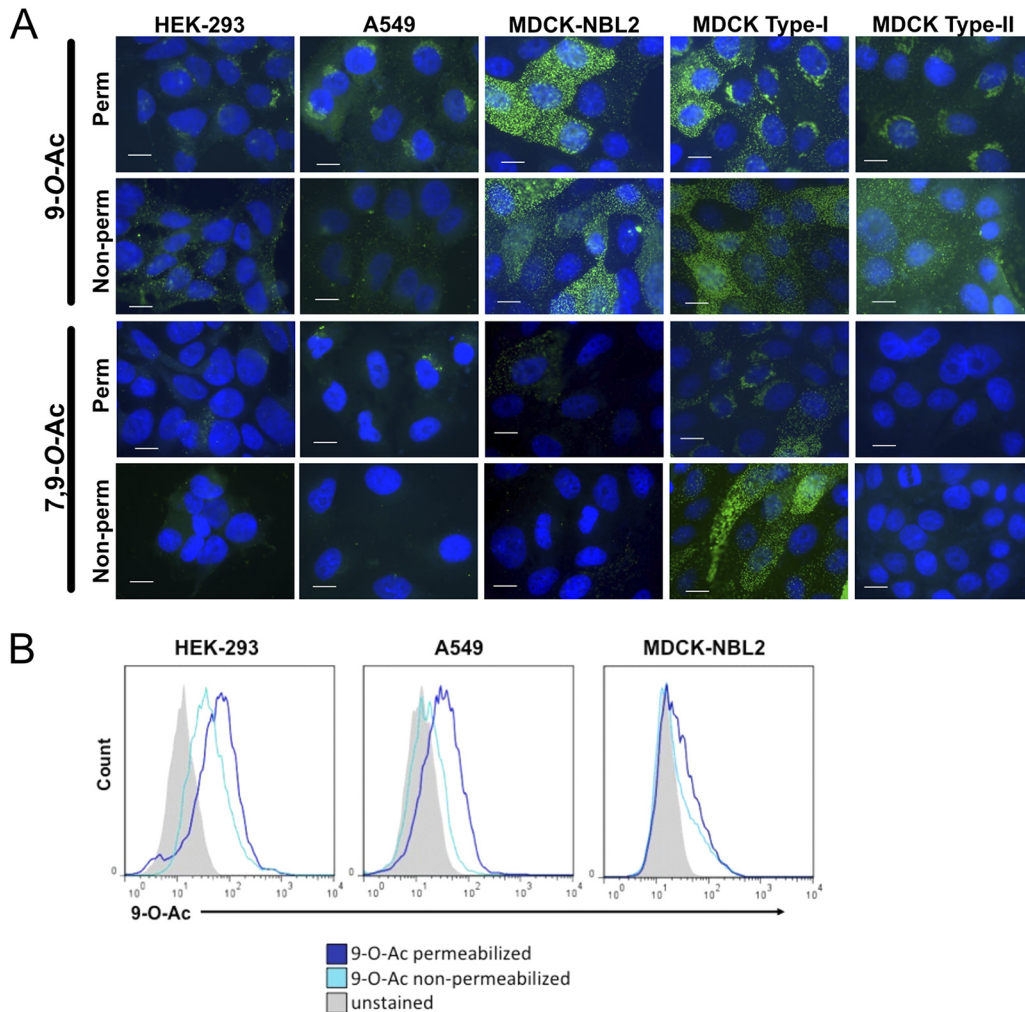 A
HEK-293 A549 MDCK-NBL2 MDCK Type-I MDCK Type-II
9-O-Ac
Perm
Non-perm
7,9-O-Ac
Perm
Non-perm
B
HEK-293 A549 MDCK-NBL2
Count
0 0 0
10^0 10^1 10^2 10^3 10^4 10^0 10^1 10^2 10^3 10^4 10^0 10^1 10^2 10^3 10^4
9-O-Ac
9-O-Ac permeabilized
9-O-Ac non-permeabilized
unstained